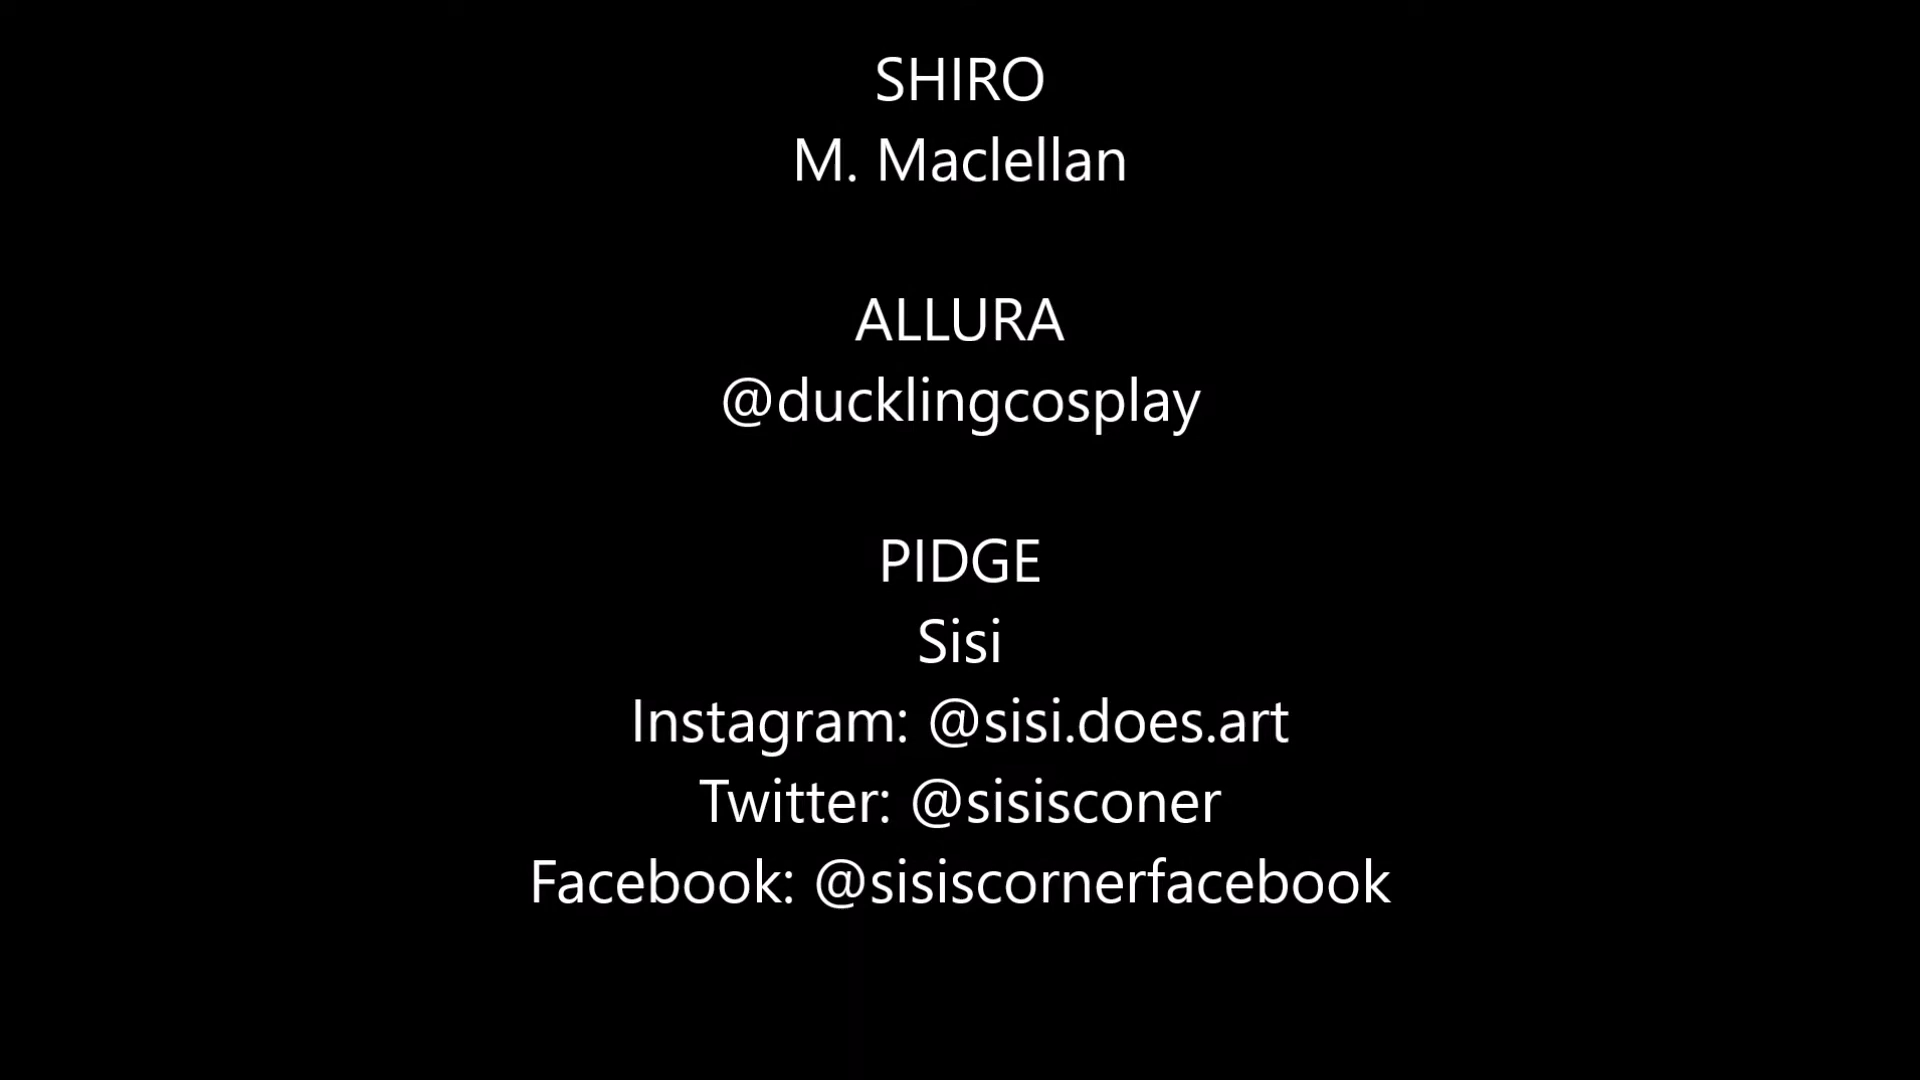 SHIRO
M. Maclellan
ALLURA
@ducklingcosplay
PIDGE
Sisi
Instagram: @sisi.does.art
Twitter: @sisisconer
Facebook: @sisiscornerfacebook